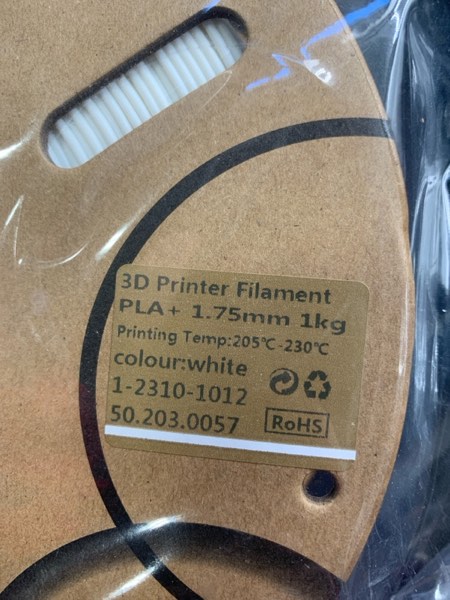 3D Printer Filament
PLA+ 1.75mm 1kg
Printing Temp:205℃-230℃
colour:white
1-2310-1012
50.203.0057
RoHS